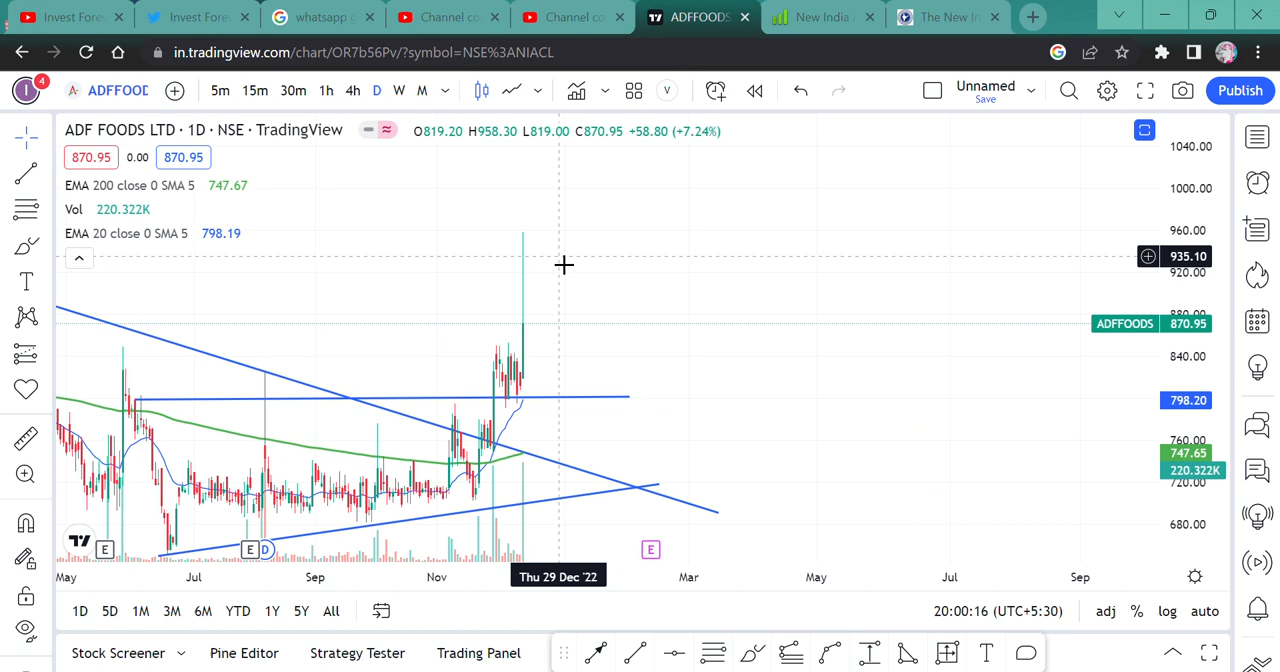 Invest Fore
Invest Fore
whatsapp g
Channel co
Channel co
ADFFOODS
New India
The New In
in.tradingview.com/chart/OR7b56Pv/?symbol=NSE%3ANIACL
I
4
ADFFOOD
5m 15m 30m 1h 4h D W M
V
Unnamed
Save
Publish
ADF FOODS LTD · 1D · NSE · TradingView
O819.20 H958.30 L819.00 C870.95 +58.80 (+7.24%)
870.95 0.00 870.95
EMA 200 close 0 SMA 5 747.67
Vol 220.322K
EMA 20 close 0 SMA 5 798.19
1040.00
1000.00
960.00
935.10
920.00
ADFFOODS 870.95
840.00
798.20
760.00
747.65
220.322K
720.00
680.00
E
E
D
E
May Jul Sep Nov Thu 29 Dec '22 Mar May Jul Sep
1D 5D 1M 3M 6M YTD 1Y 5Y All
20:00:16 (UTC+5:30) adj % log auto
Stock Screener Pine Editor Strategy Tester Trading Panel